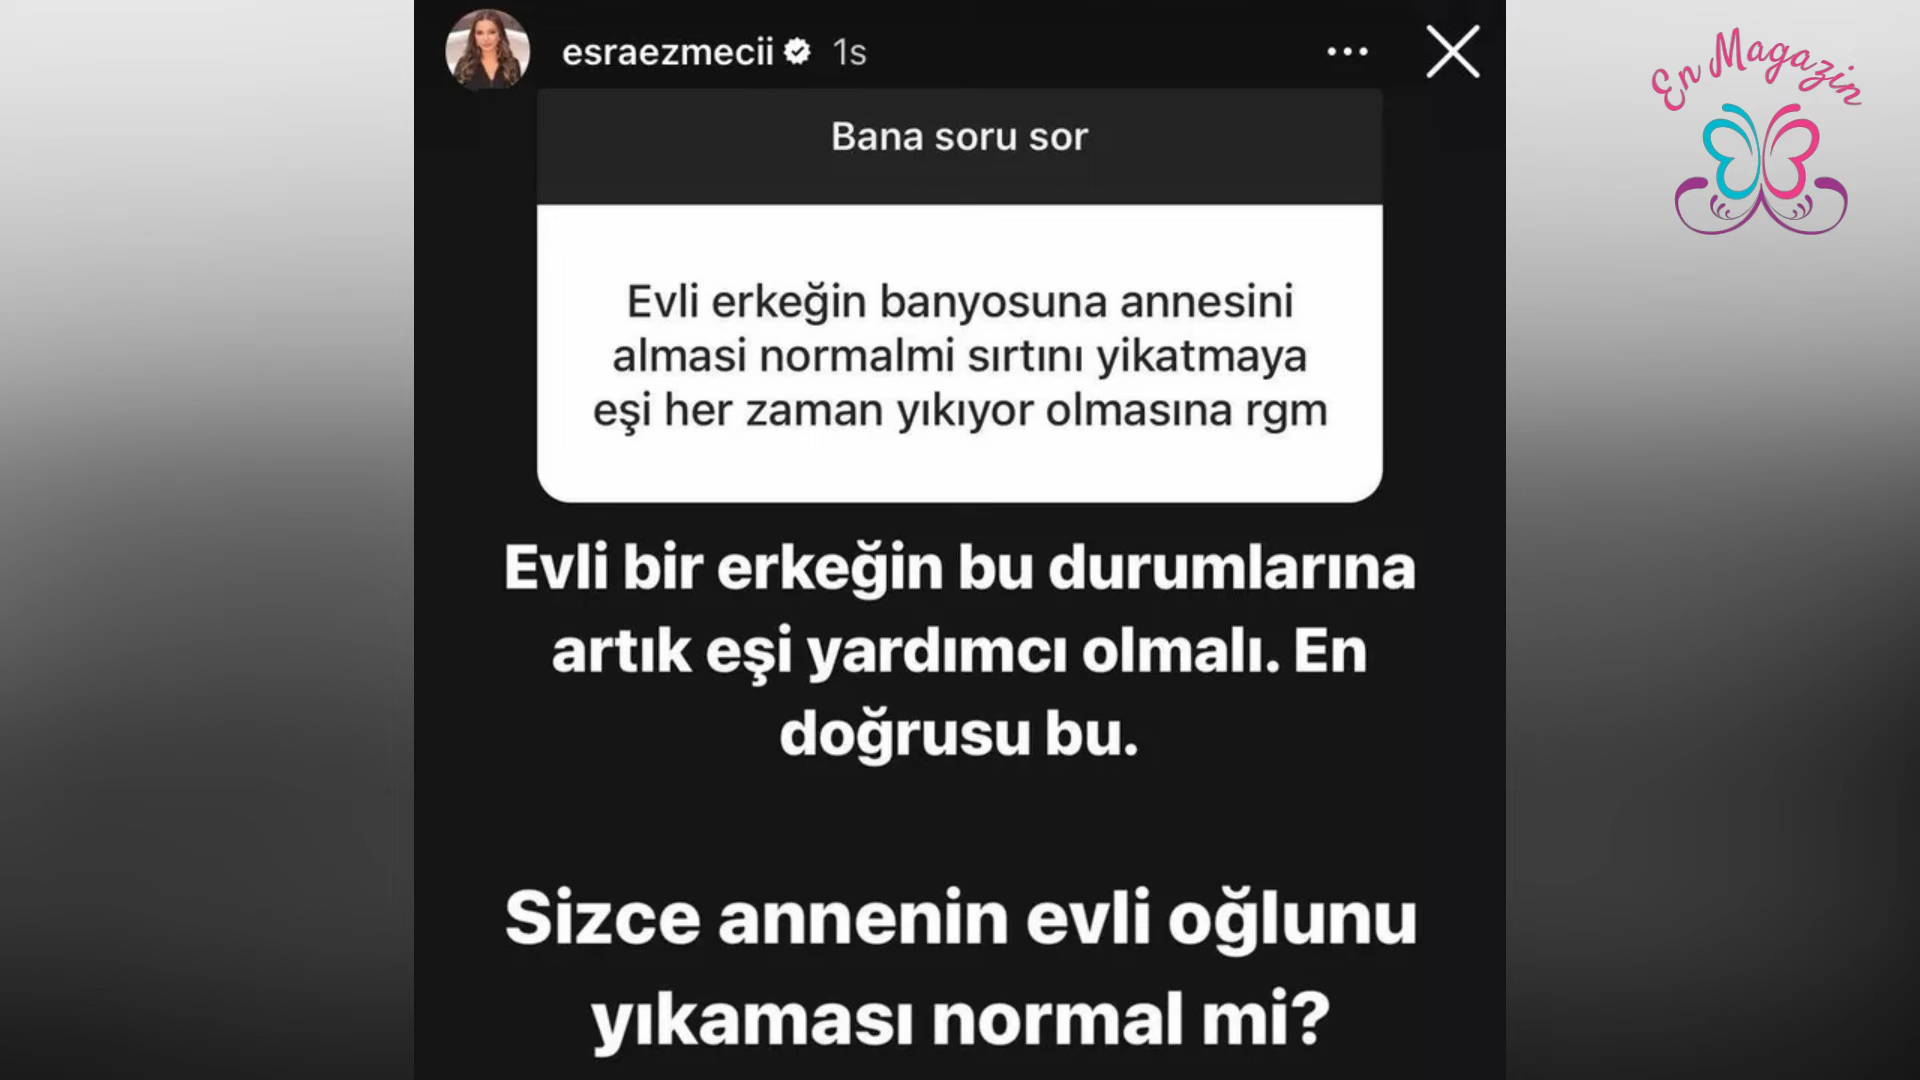 esraezmecii 1s
En Magazin
Bana soru sor
Evli erkeğin banyosuna annesini
almasi normalmi sırtını yikatmaya
eşi her zaman yıkıyor olmasına rgm
Evli bir erkeğin bu durumlarına
artık eşi yardımcı olmalı. En
doğrusu bu.
Sizce annenin evli oğlunu
yıkaması normal mi?